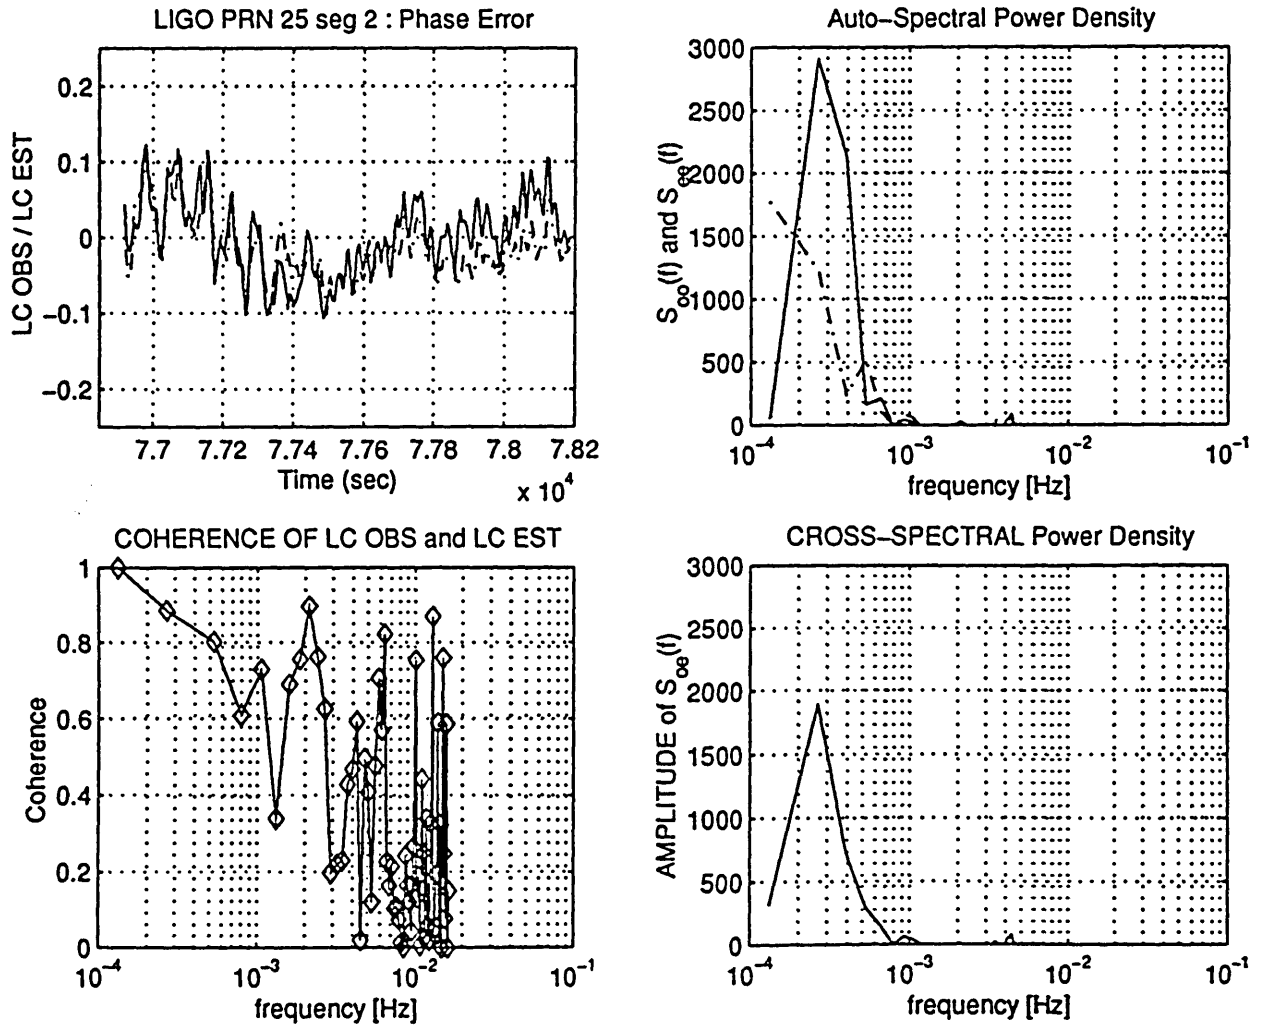 LIGO PRN 25 seg 2 : Phase Error
LC OBS / LC EST
0.2
0.1
0
−0.1
−0.2
7.7 7.72 7.74 7.76 7.78 7.8 7.82
Time (sec)
x 10^4
Auto−Spectral Power Density
S_oo(f) and S_ee(f)
3000
2500
2000
1500
1000
500
0
10^-4 10^-3 10^-2 10^-1
frequency [Hz]
COHERENCE OF LC OBS and LC EST
Coherence
1
0.8
0.6
0.4
0.2
0
10^-4 10^-3 10^-2 10^-1
frequency [Hz]
CROSS−SPECTRAL Power Density
AMPLITUDE of S_oe(f)
3000
2500
2000
1500
1000
500
0
10^-4 10^-3 10^-2 10^-1
frequency [Hz]